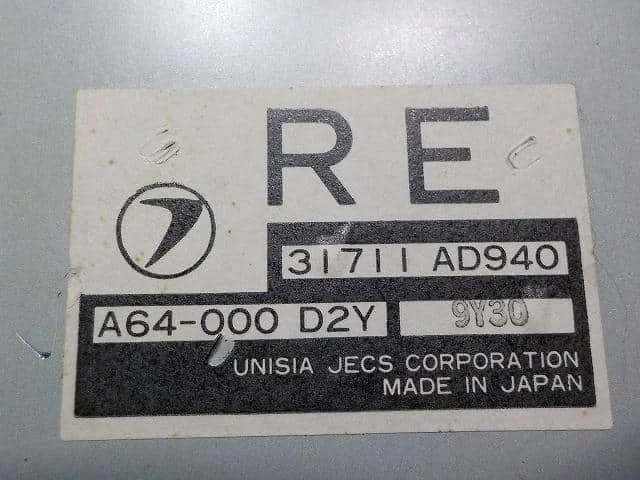 RE
31711 AD940
A64-000 D2Y 9Y30
UNISIA JECS CORPORATION
MADE IN JAPAN